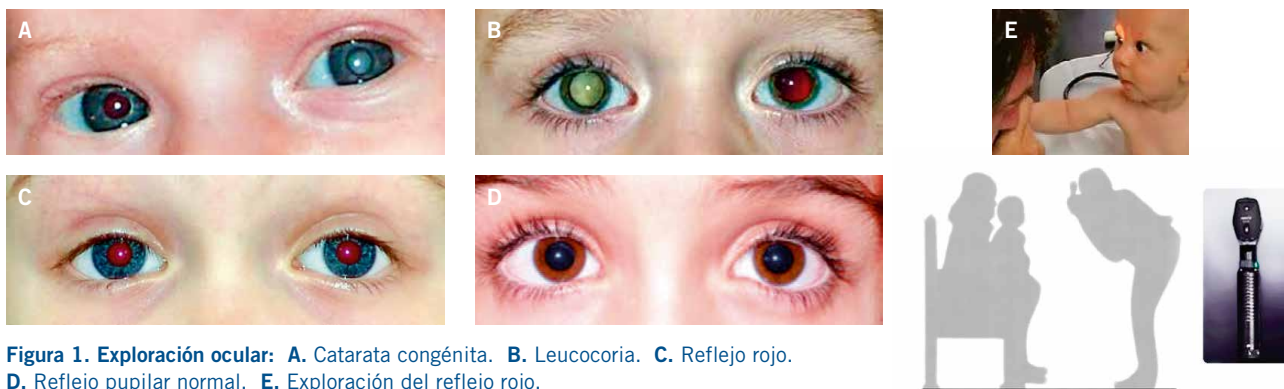 A
B
E
C
D
Figura 1. Exploración ocular: A. Catarata congénita. B. Leucocoria. C. Reflejo rojo.
D. Reflejo pupilar normal. E. Exploración del reflejo rojo.